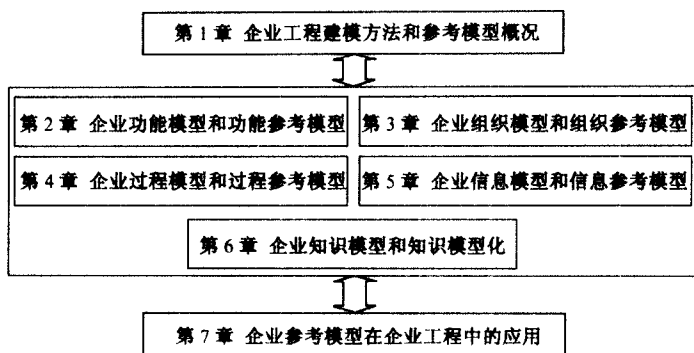 第1章 企业工程建模方法和参考模型概况
第2章 企业功能模型和功能参考模型
第3章 企业组织模型和组织参考模型
第4章 企业过程模型和过程参考模型
第5章 企业信息模型和信息参考模型
第6章 企业知识模型和知识模型化
第7章 企业参考模型在企业工程中的应用